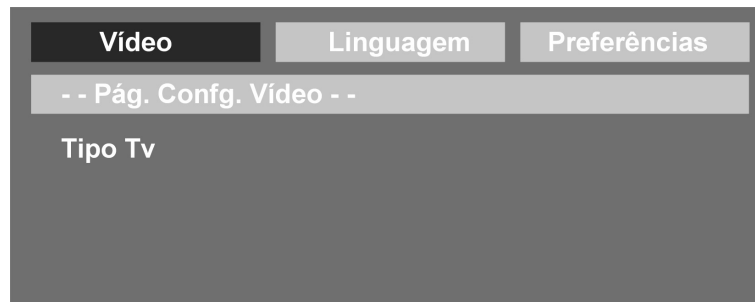 Vídeo Linguagem Preferências
- - Pág. Confg. Vídeo - -
Tipo Tv